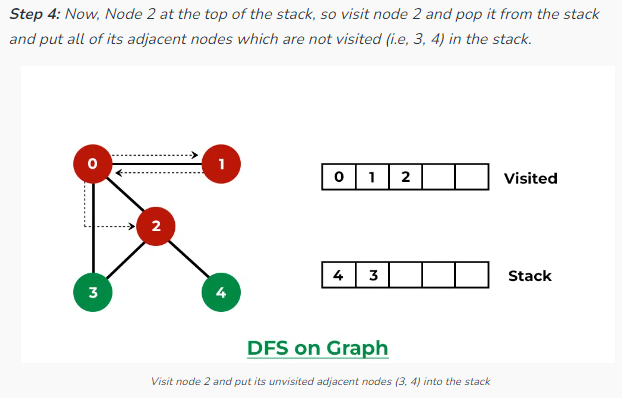 Step 4: Now, Node 2 at the top of the stack, so visit node 2 and pop it from the stack
and put all of its adjacent nodes which are not visited (i.e, 3, 4) in the stack.
0 1
0 1 2 Visited
2
4 3 Stack
3 4
DFS on Graph
Visit node 2 and put its unvisited adjacent nodes (3, 4) into the stack